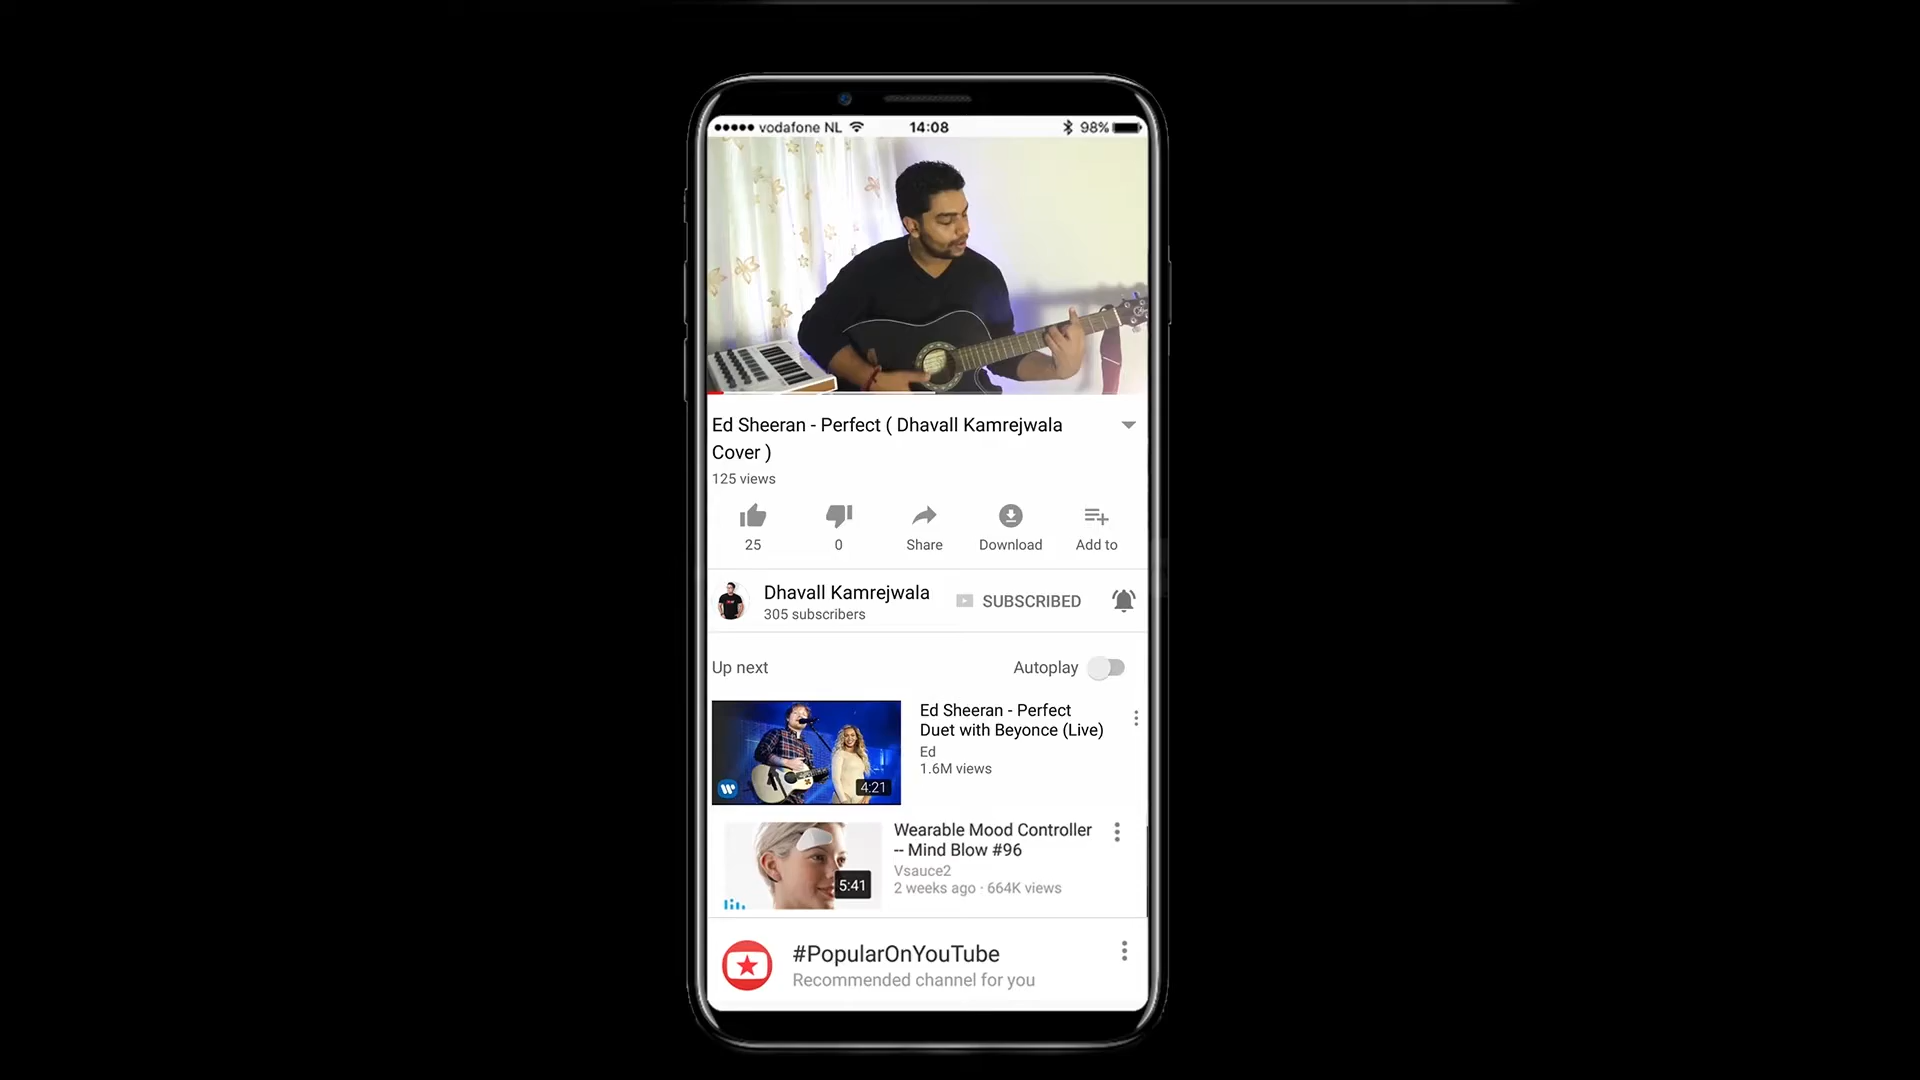 vodafone NL 14:08 98%
Ed Sheeran - Perfect ( Dhavall Kamrejwala
Cover )
125 views
25 0 Share Download Add to
Dhavall Kamrejwala
305 subscribers
SUBSCRIBED
Up next Autoplay
Ed Sheeran - Perfect
Duet with Beyonce (Live)
Ed
1.6M views
4:21
Wearable Mood Controller
-- Mind Blow #96
Vsauce2
2 weeks ago · 664K views
5:41
#PopularOnYouTube
Recommended channel for you